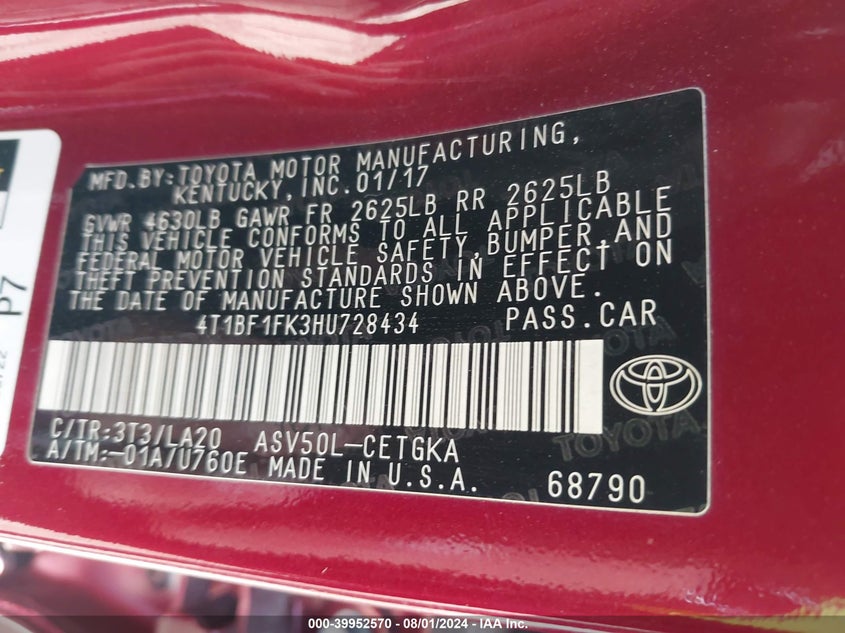 MFD.BY:TOYOTA MOTOR MANUFACTURING,
KENTUCKY,INC.01/17
GVWR 4630LB GAWR FR 2625LB RR 2625LB
THIS VEHICLE CONFORMS TO ALL APPLICABLE
FEDERAL MOTOR VEHICLE SAFETY,BUMPER,AND
THEFT PREVENTION STANDARDS IN EFFECT ON
THE DATE OF MANUFACTURE SHOWN ABOVE.
4T1BF1FK3HU728434 PASS.CAR
C/TR:3T3/LA20 ASV50L-CETGKA
A/TM:-01A/U760E MADE IN U.S.A. 68790
TOYOTA
P7
000-39952570 - 08/01/2024 - IAA Inc.